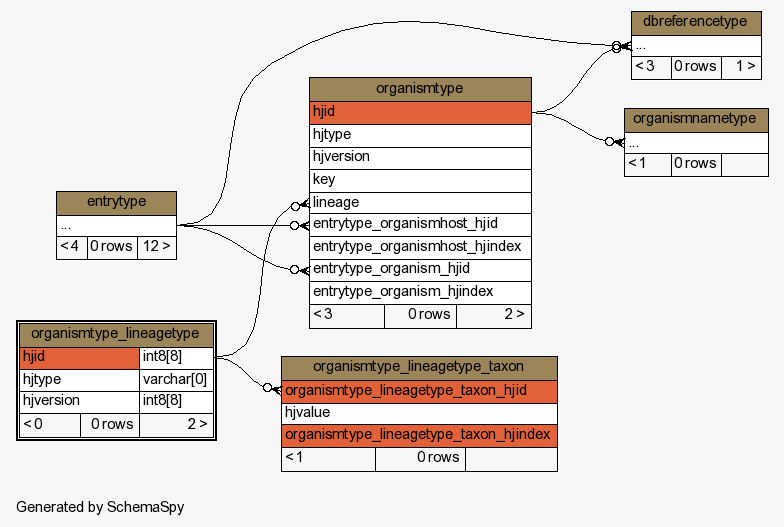 dbreferencetype
...
< 3 0 rows 1 >
organismtype
hjid
hjtype
hjversion
key
lineage
entrytype_organismhost_hjid
entrytype_organismhost_hjindex
entrytype_organism_hjid
entrytype_organism_hjindex
< 3 0 rows 2 >
organismnametype
...
< 1 0 rows
entrytype
...
< 4 0 rows 12 >
organismtype_lineagetype
hjid int8[8]
hjtype varchar[0]
hjversion int8[8]
< 0 0 rows 2 >
organismtype_lineagetype_taxon
organismtype_lineagetype_taxon_hjid
hjvalue
organismtype_lineagetype_taxon_hjindex
< 1 0 rows
Generated by SchemaSpy